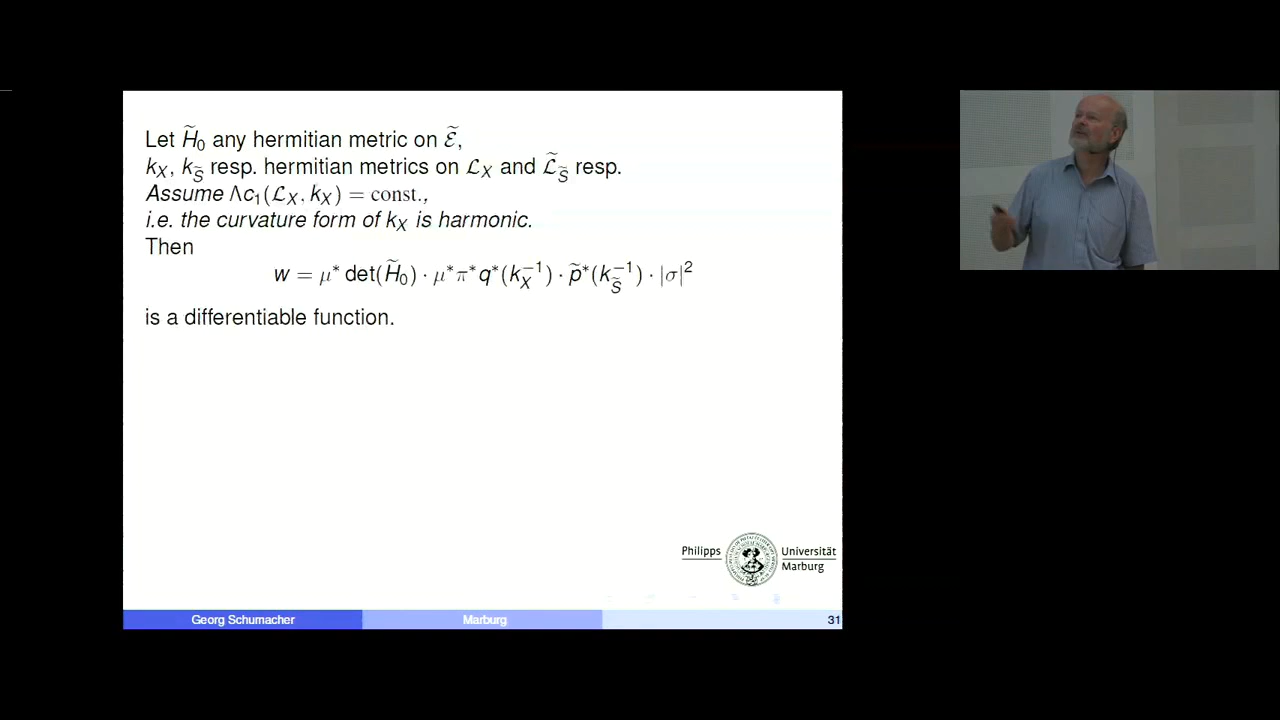 Let H̃₀ any hermitian metric on ℰ̃,
k_X, k_S̃ resp. hermitian metrics on ℒ_X and ℒ̃_S̃ resp.
Assume Λc₁(ℒ_X, k_X) = const.,
i.e. the curvature form of k_X is harmonic.
Then
w = μ* det(H̃₀) · μ*π*q*(k_X⁻¹) · p̃*(k_S̃⁻¹) · |σ|²
is a differentiable function.
Philipps Universität
Marburg
Georg Schumacher Marburg 31